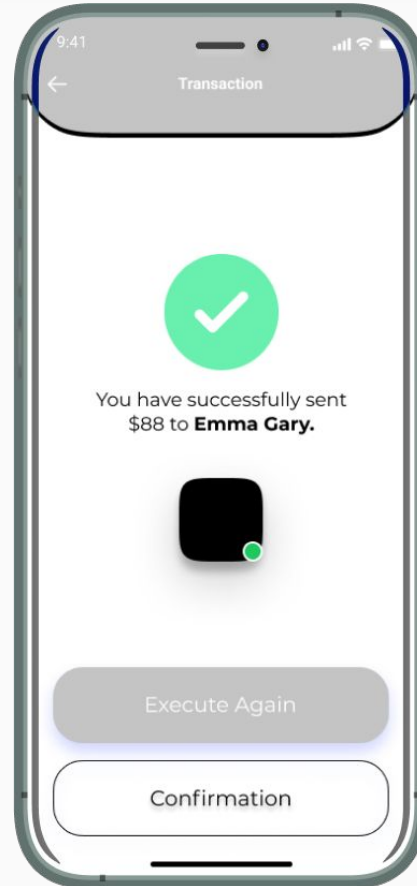 9:41
Transaction
You have successfully sent
$88 to Emma Gary.
Execute Again
Confirmation